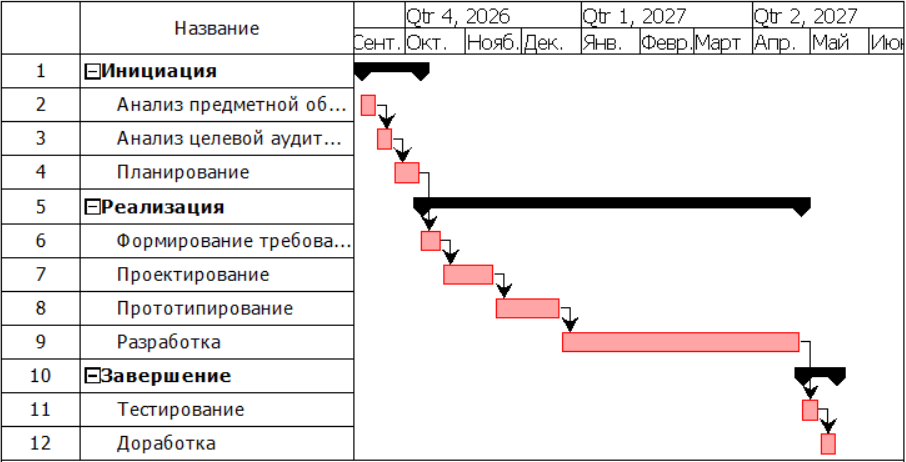 Название
Qtr 4, 2026 Qtr 1, 2027 Qtr 2, 2027
Сент. Окт. Нояб. Дек. Янв. Февр. Март Апр. Май Июн
1 Инициация
2 Анализ предметной об...
3 Анализ целевой аудит...
4 Планирование
5 Реализация
6 Формирование требова...
7 Проектирование
8 Прототипирование
9 Разработка
10 Завершение
11 Тестирование
12 Доработка